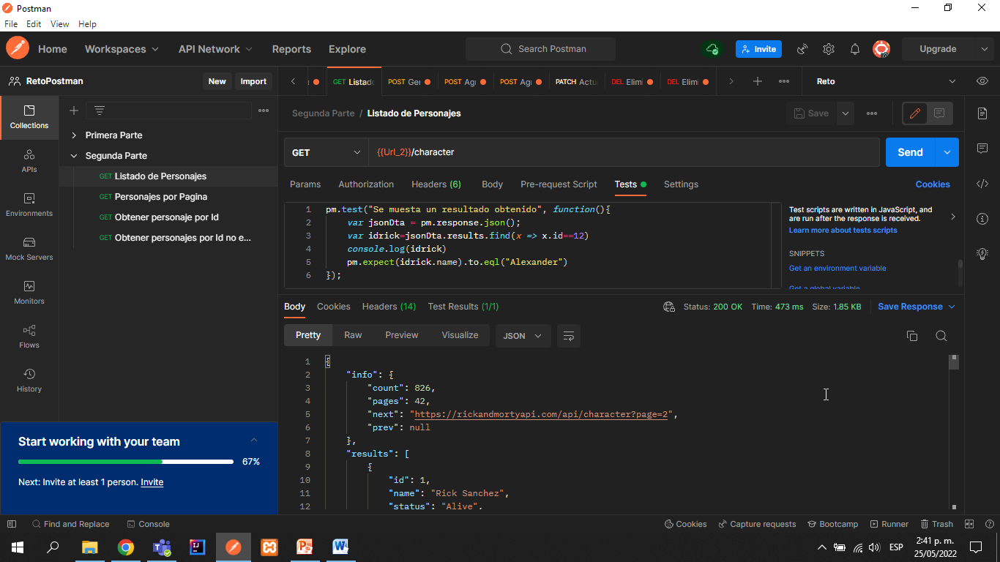 Postman
File Edit View Help
Home Workspaces API Network Reports Explore Search Postman Invite Upgrade
RetoPostman New Import GET Listado POST Ger POST Agr POST Agr PATCH Actu DEL Elimi DEL Elimi Reto
Collections
APIs
Environments
Mock Servers
Monitors
Flows
History
Primera Parte
Segunda Parte
GET Listado de Personajes
GET Personajes por Pagina
GET Obtener personaje por Id
GET Obtener personajes por Id no e...
Segunda Parte / Listado de Personajes Save
GET {{Url_2}}/character Send
Params Authorization Headers (6) Body Pre-request Script Tests Settings Cookies
1 pm.test("Se muesta un resultado obtenido", function(){
2 var jsonDta = pm.response.json();
3 var idrick=jsonDta.results.find(x => x.id==12)
4 console.log(idrick)
5 pm.expect(idrick.name).to.eql("Alexander")
6 });
Test scripts are written in JavaScript, and
are run after the response is received.
Learn more about tests scripts
SNIPPETS
Get an environment variable
Get a global variable
Body Cookies Headers (14) Test Results (1/1) Status: 200 OK Time: 473 ms Size: 1.85 KB Save Response
Pretty Raw Preview Visualize JSON
1 {
2 "info": {
3 "count": 826,
4 "pages": 42,
5 "next": "https://rickandmortyapi.com/api/character?page=2",
6 "prev": null
7 },
8 "results": [
9 {
10 "id": 1,
11 "name": "Rick Sanchez",
12 "status": "Alive",
Start working with your team
67%
Next: Invite at least 1 person. Invite
Find and Replace Console Cookies Capture requests Bootcamp Runner Trash
ESP
2:41 p. m.
25/05/2022